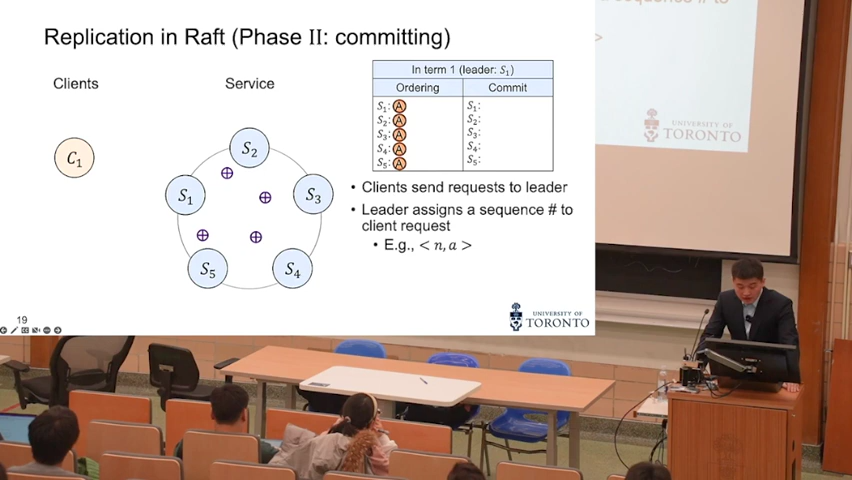 Replication in Raft (Phase II: committing)
Clients
Service
C₁
S₂
S₁
S₃
S₅
S₄
In term 1 (leader: S₁)
Ordering Commit
S₁: A S₁:
S₂: A S₂:
S₃: A S₃:
S₄: A S₄:
S₅: A S₅:
• Clients send requests to leader
• Leader assigns a sequence # to
client request
• E.g., < n, a >
19
UNIVERSITY OF
TORONTO
UNIVERSITY OF
TORONTO